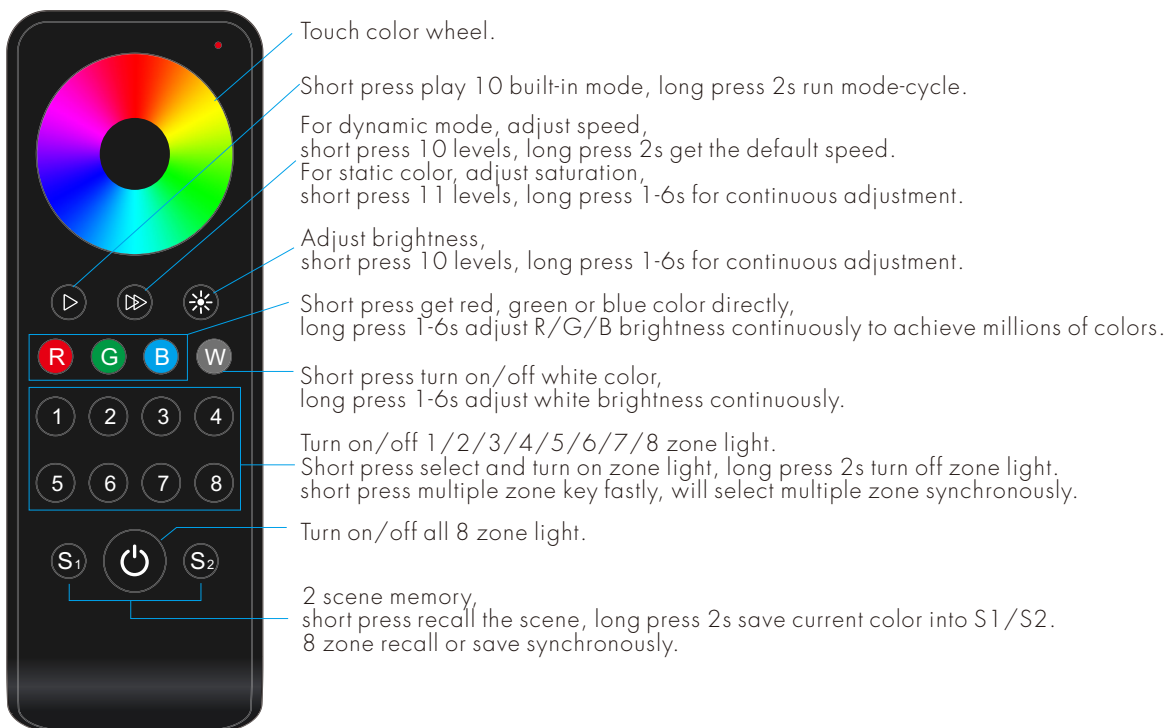 Touch color wheel.
Short press play 10 built-in mode, long press 2s run mode-cycle.
For dynamic mode, adjust speed,
short press 10 levels, long press 2s get the default speed.
For static color, adjust saturation,
short press 11 levels, long press 1-6s for continuous adjustment.
Adjust brightness,
short press 10 levels, long press 1-6s for continuous adjustment.
Short press get red, green or blue color directly,
long press 1-6s adjust R/G/B brightness continuously to achieve millions of colors.
R G B W
Short press turn on/off white color,
long press 1-6s adjust white brightness continuously.
1 2 3 4
Turn on/off 1/2/3/4/5/6/7/8 zone light.
Short press select and turn on zone light, long press 2s turn off zone light.
short press multiple zone key fastly, will select multiple zone synchronously.
5 6 7 8
Turn on/off all 8 zone light.
S1 S2
2 scene memory,
short press recall the scene, long press 2s save current color into S1/S2.
8 zone recall or save synchronously.